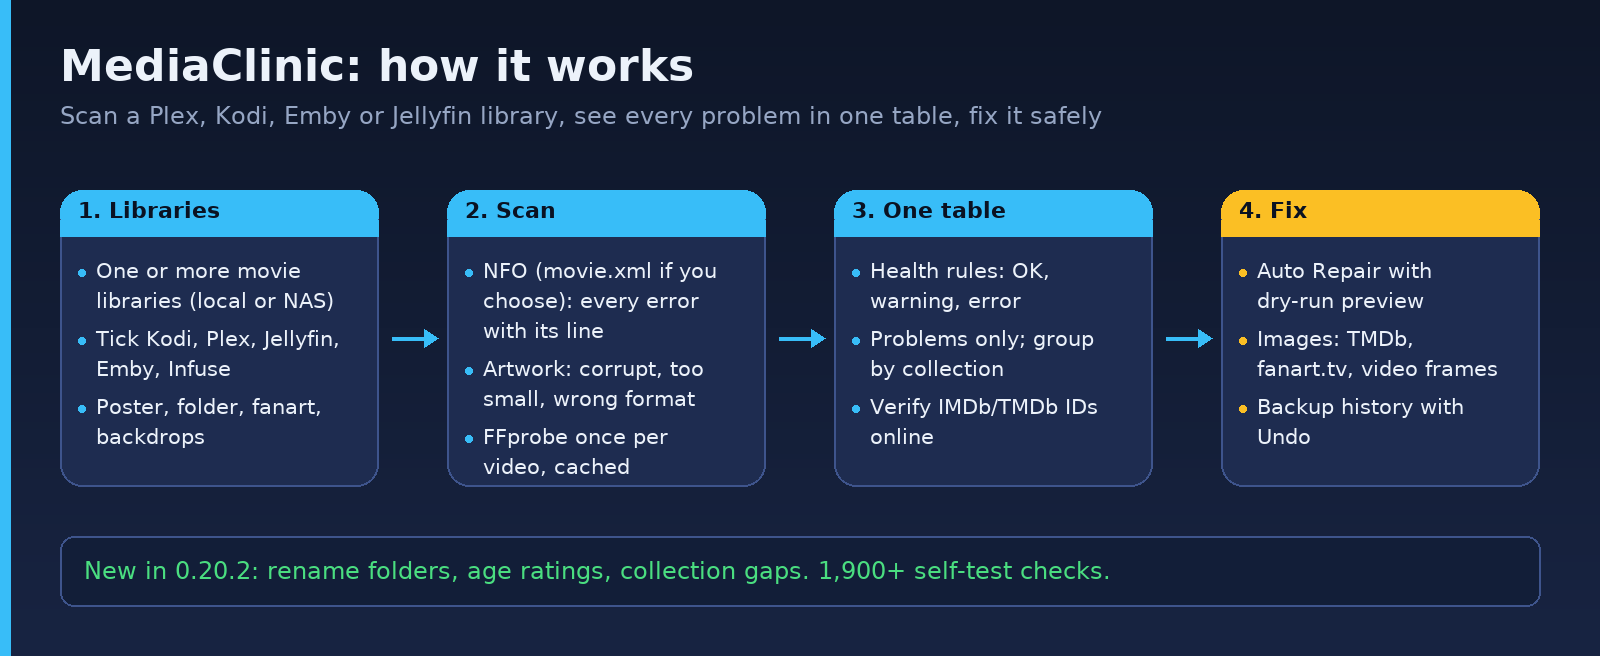 MediaClinic: how it works
Scan a Plex, Kodi, Emby or Jellyfin library, see every problem in one table, fix it safely
1. Libraries
One or more movie
libraries (local or NAS)
Tick Kodi, Plex, Jellyfin,
Emby, Infuse
Poster, folder, fanart,
backdrops
2. Scan
NFO (movie.xml if you
choose): every error
with its line
Artwork: corrupt, too
small, wrong format
FFprobe once per
video, cached
3. One table
Health rules: OK,
warning, error
Problems only; group
by collection
Verify IMDb/TMDb IDs
online
4. Fix
Auto Repair with
dry-run preview
Images: TMDb,
fanart.tv, video frames
Backup history with
Undo
New in 0.20.2: rename folders, age ratings, collection gaps. 1,900+ self-test checks.